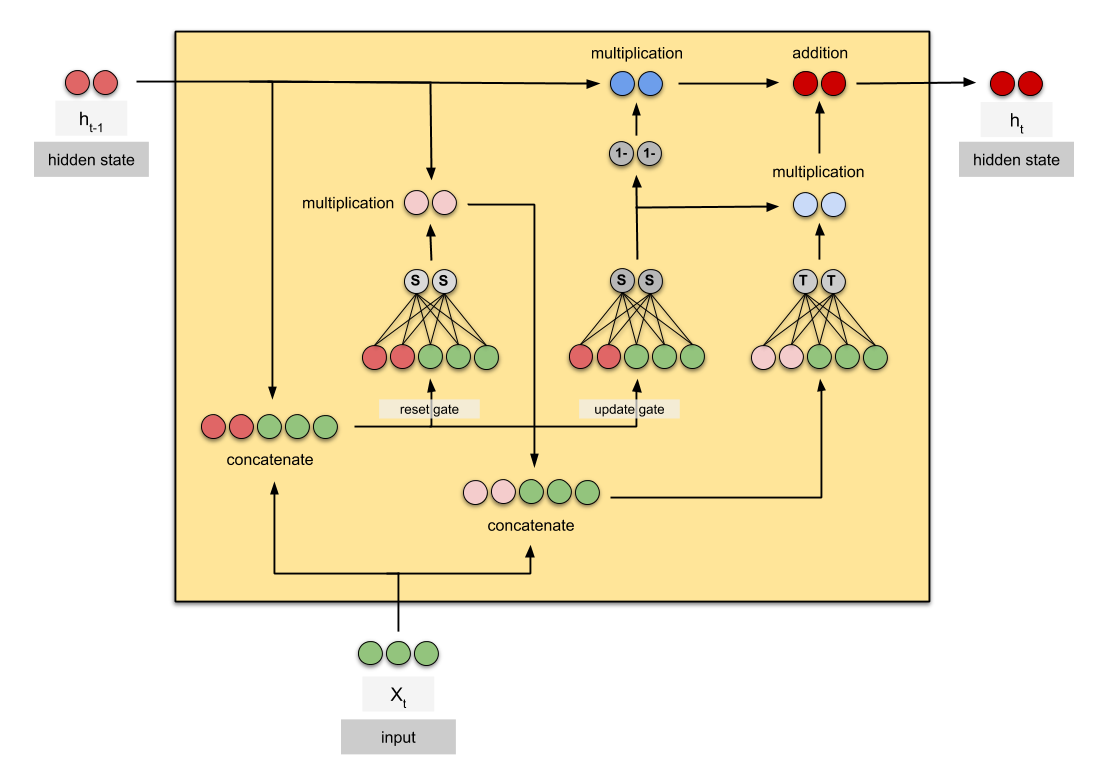 multiplication
addition
h t-1
hidden state
1- 1-
h t
hidden state
multiplication
multiplication
S S
S S
T T
reset gate
update gate
concatenate
concatenate
X t
input